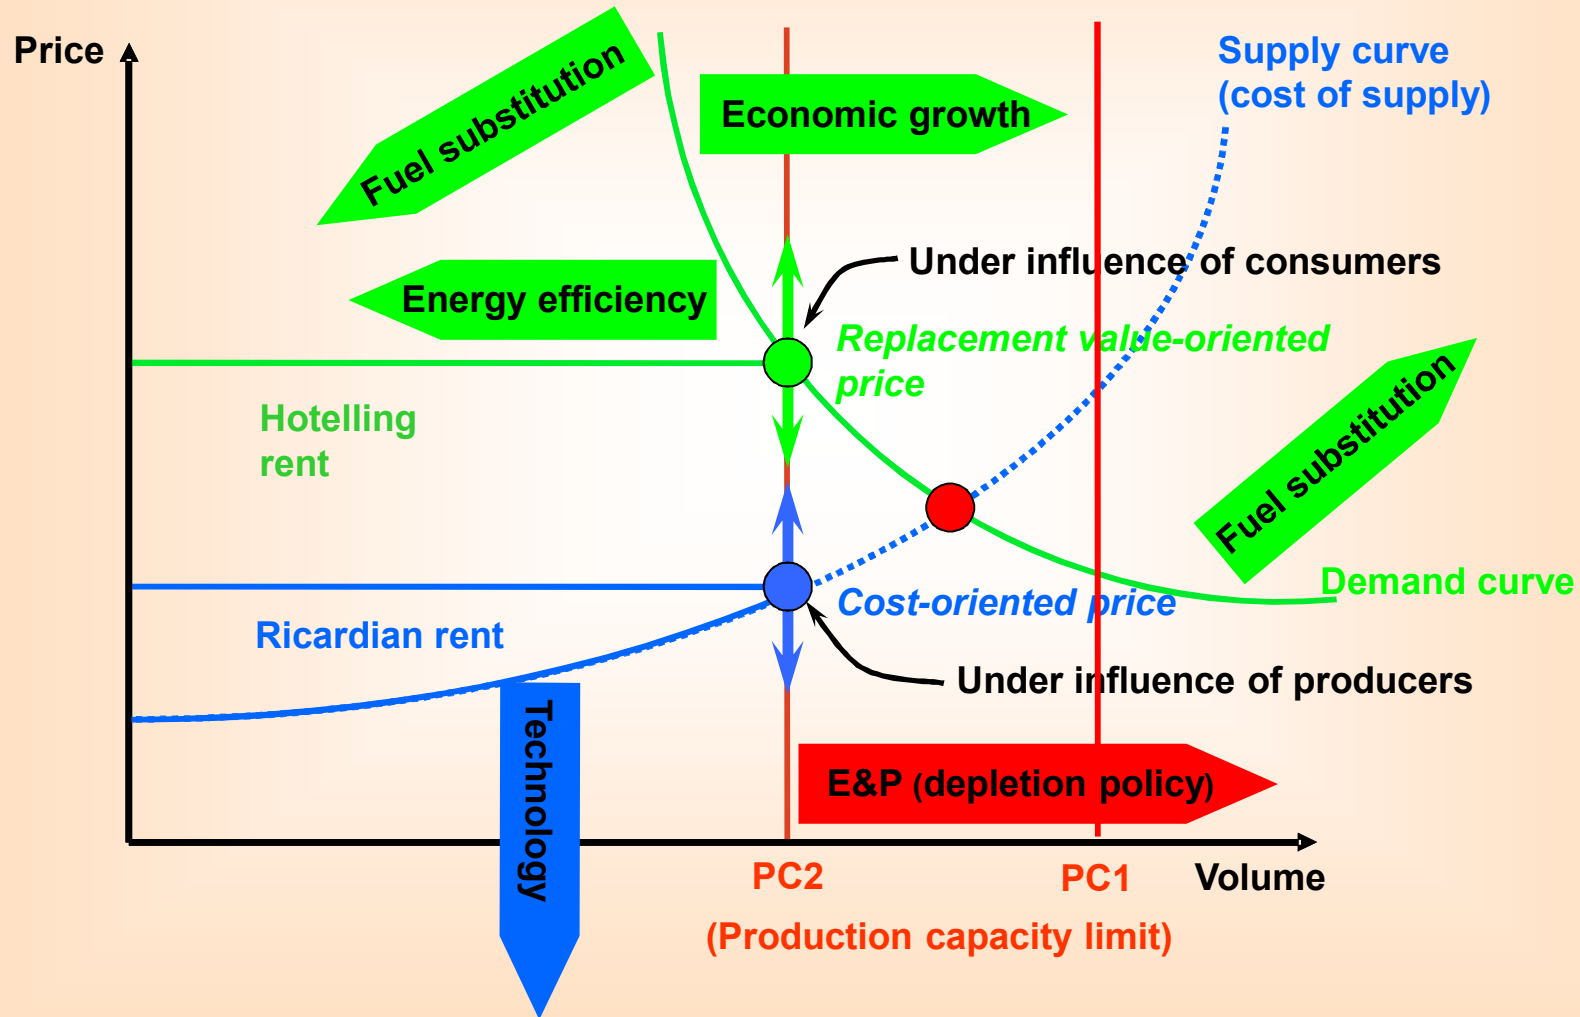 Price
Fuel substitution
Economic growth
Supply curve
(cost of supply)
Under influence of consumers
Energy efficiency
Replacement value-oriented
price
Hotelling
rent
Fuel substitution
Demand curve
Cost-oriented price
Ricardian rent
Under influence of producers
Technology
E&P (depletion policy)
PC2
PC1
Volume
(Production capacity limit)